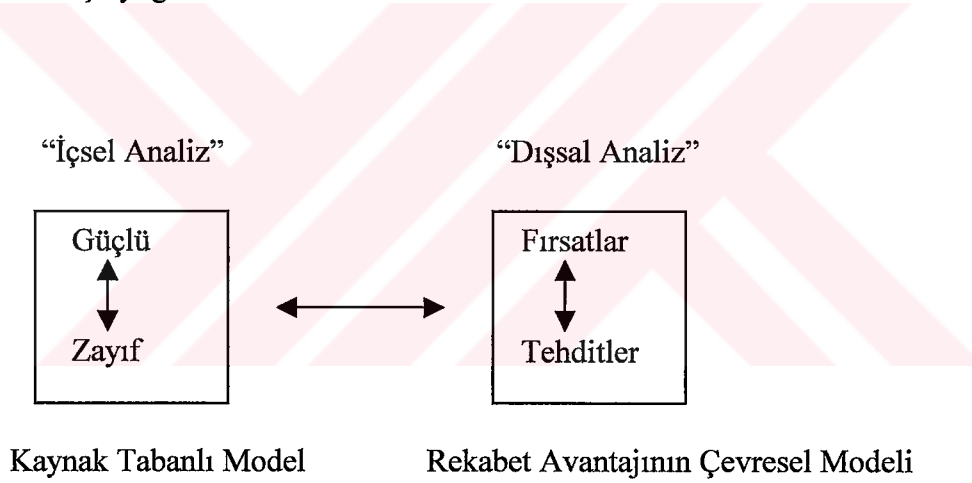 “İçsel Analiz” “Dışsal Analiz”
Güçlü Fırsatlar
Zayıf Tehditler
Kaynak Tabanlı Model Rekabet Avantajının Çevresel Modeli